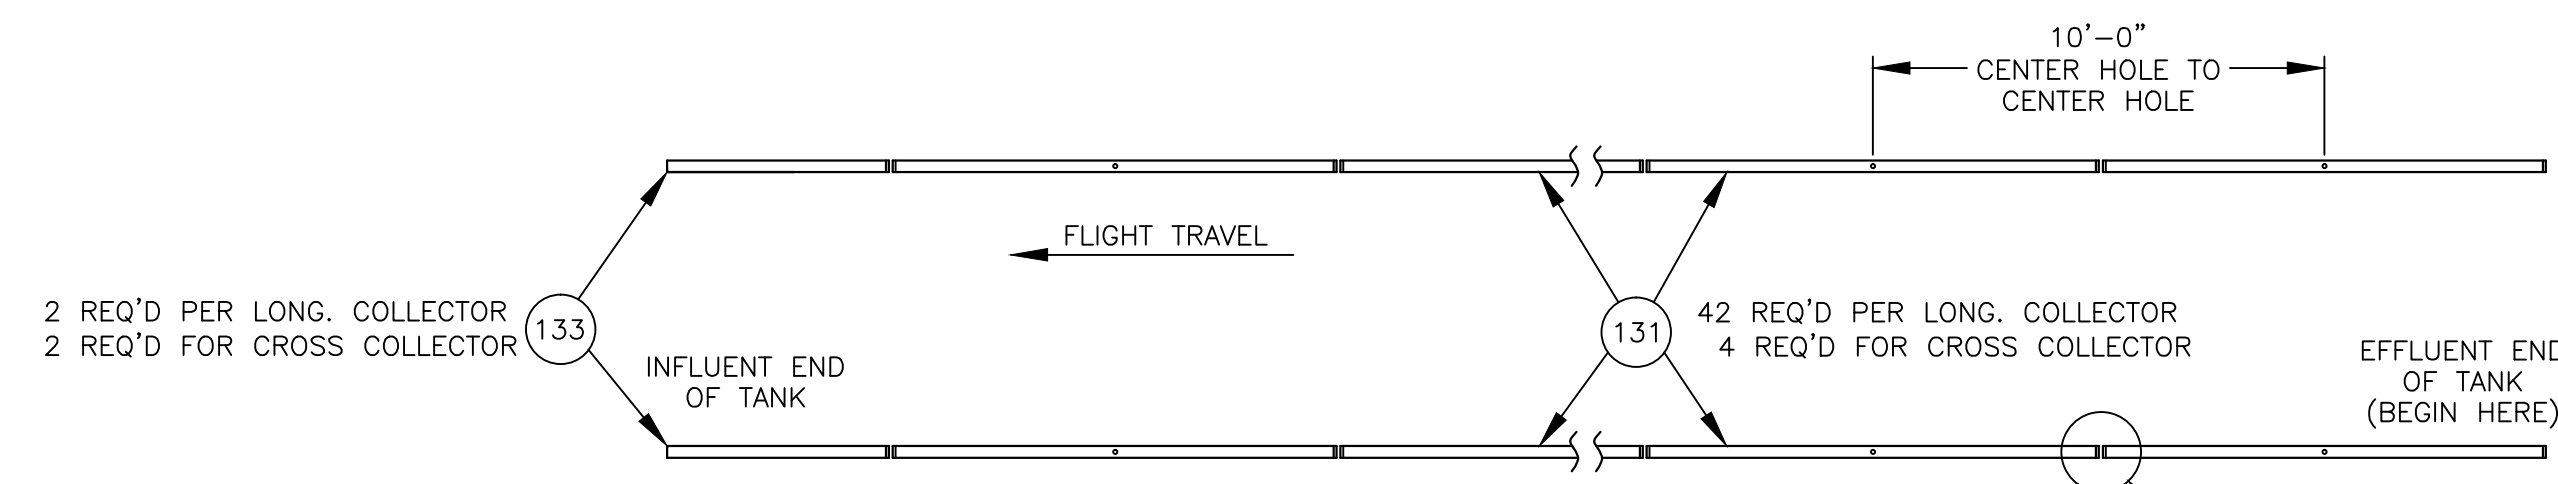 10'-0"
CENTER HOLE TO
CENTER HOLE
FLIGHT TRAVEL
2 REQ'D PER LONG. COLLECTOR
2 REQ'D FOR CROSS COLLECTOR
133
INFLUENT END
OF TANK
131
42 REQ'D PER LONG. COLLECTOR
4 REQ'D FOR CROSS COLLECTOR
EFFLUENT END
OF TANK
(BEGIN HERE)